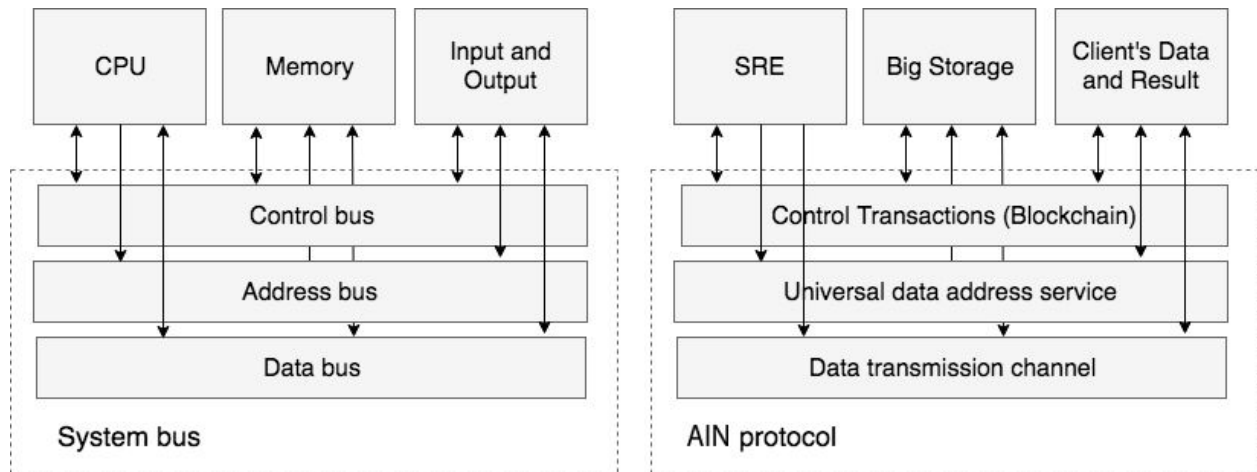 CPU
Memory
Input and
Output
Control bus
Address bus
Data bus
System bus
SRE
Big Storage
Client's Data
and Result
Control Transactions (Blockchain)
Universal data address service
Data transmission channel
AIN protocol